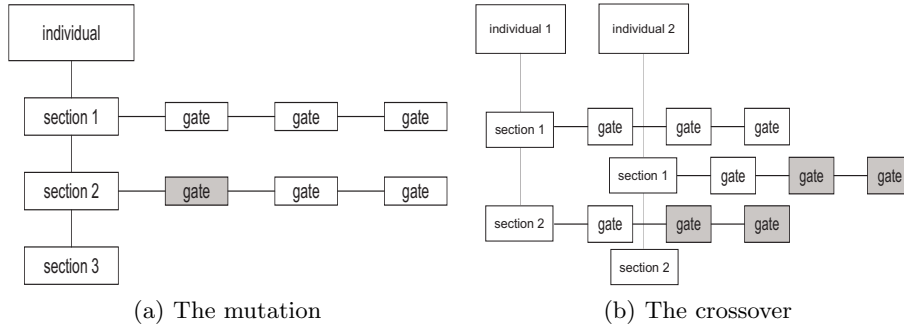 individual
section 1 gate gate gate
section 2 gate gate gate
section 3
(a) The mutation
individual 1 individual 2
section 1 gate gate gate
section 1 gate gate gate
section 2 gate gate gate
section 2
(b) The crossover